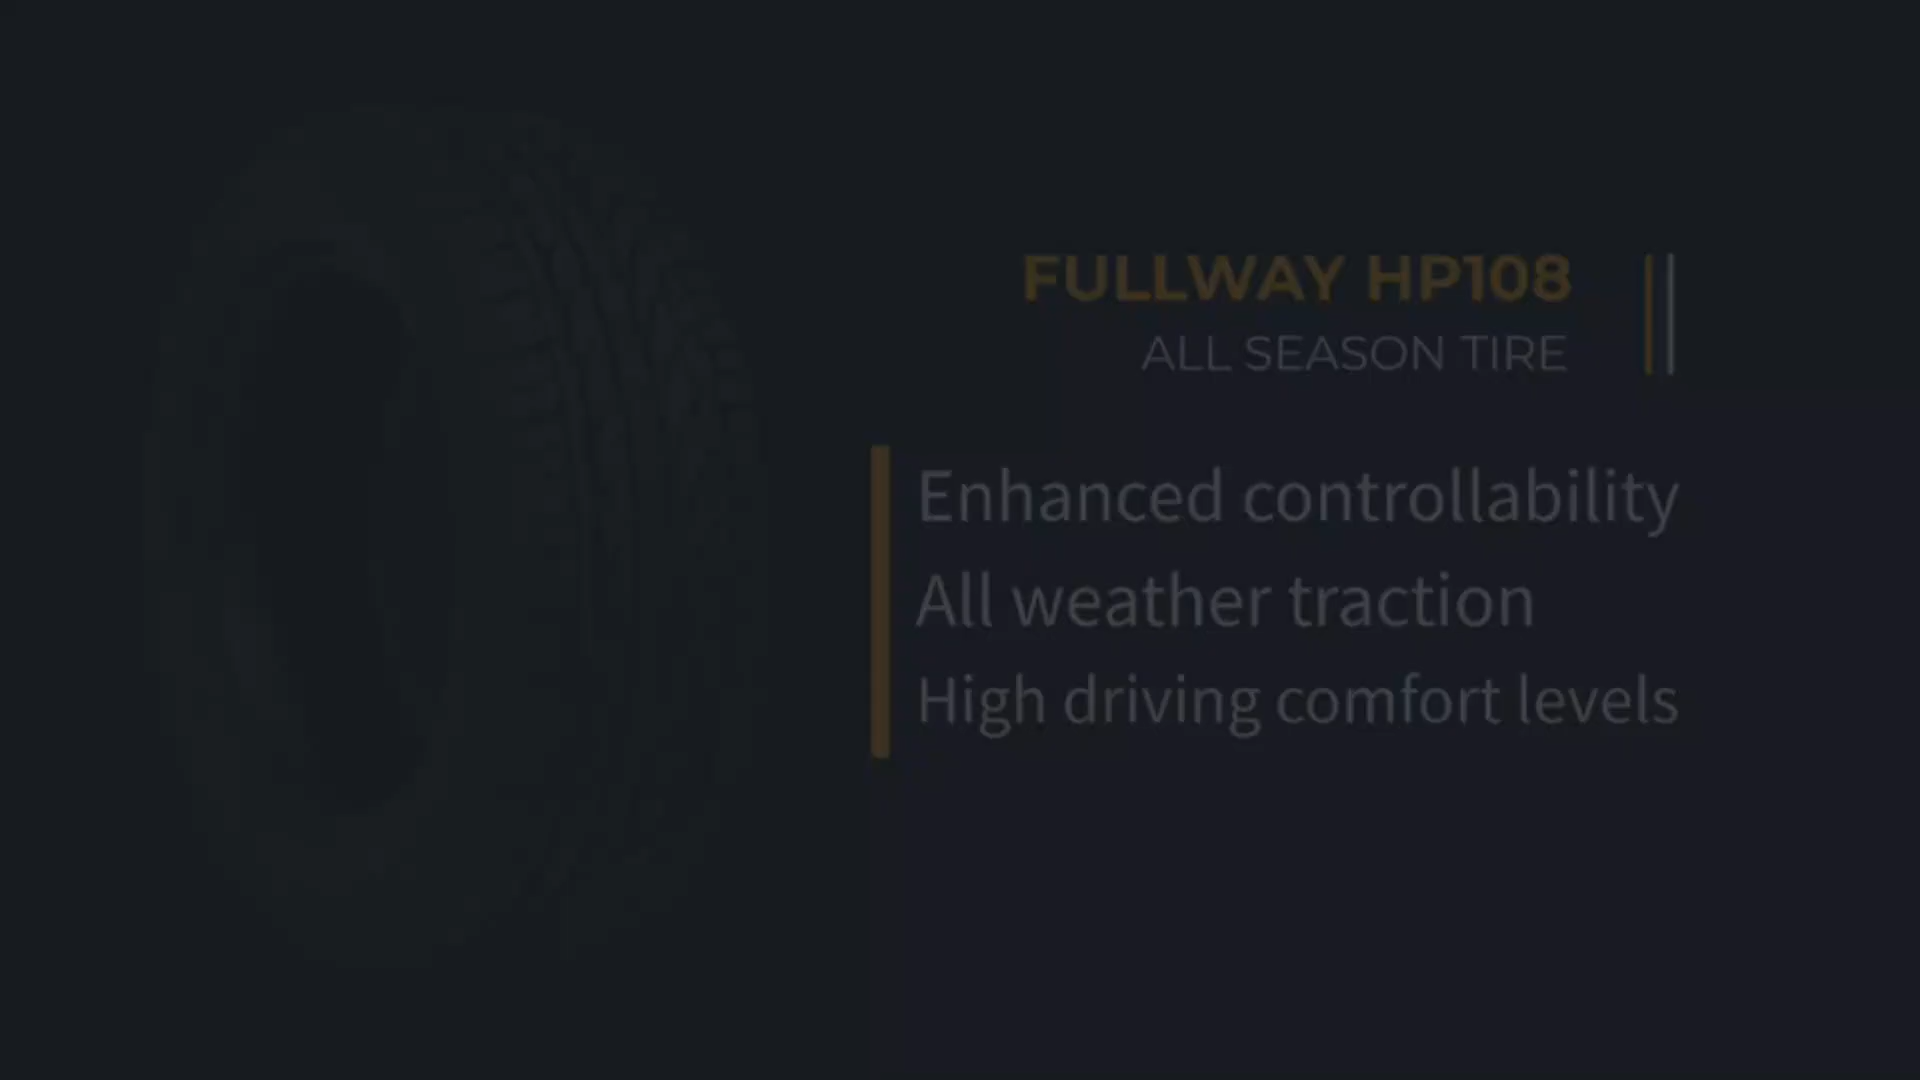 FULLWAY HP108
ALL SEASON TIRE
Enhanced controllability
All weather traction
High driving comfort levels